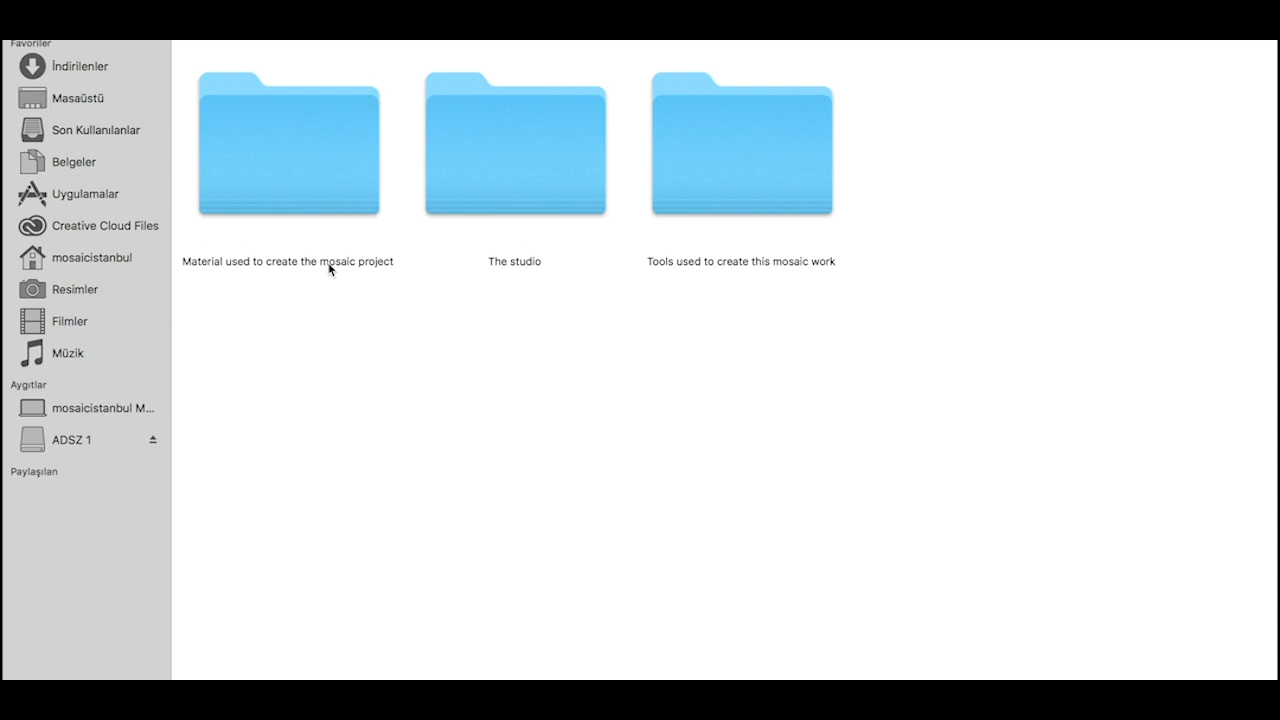 Favoriler
İndirilenler
Masaüstü
Son Kullanılanlar
Belgeler
Uygulamalar
Creative Cloud Files
mosaicistanbul
Resimler
Filmler
Müzik
Aygıtlar
mosaicistanbul M...
ADSZ 1
Paylaşılan
Material used to create the mosaic project
The studio
Tools used to create this mosaic work